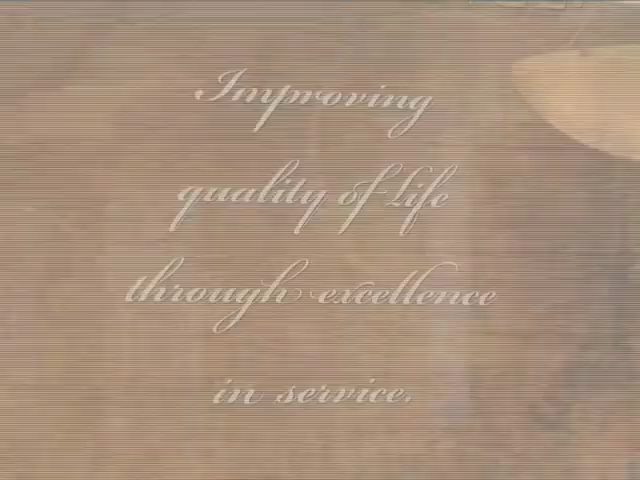 Improving
quality of Life
through excellence
in service.